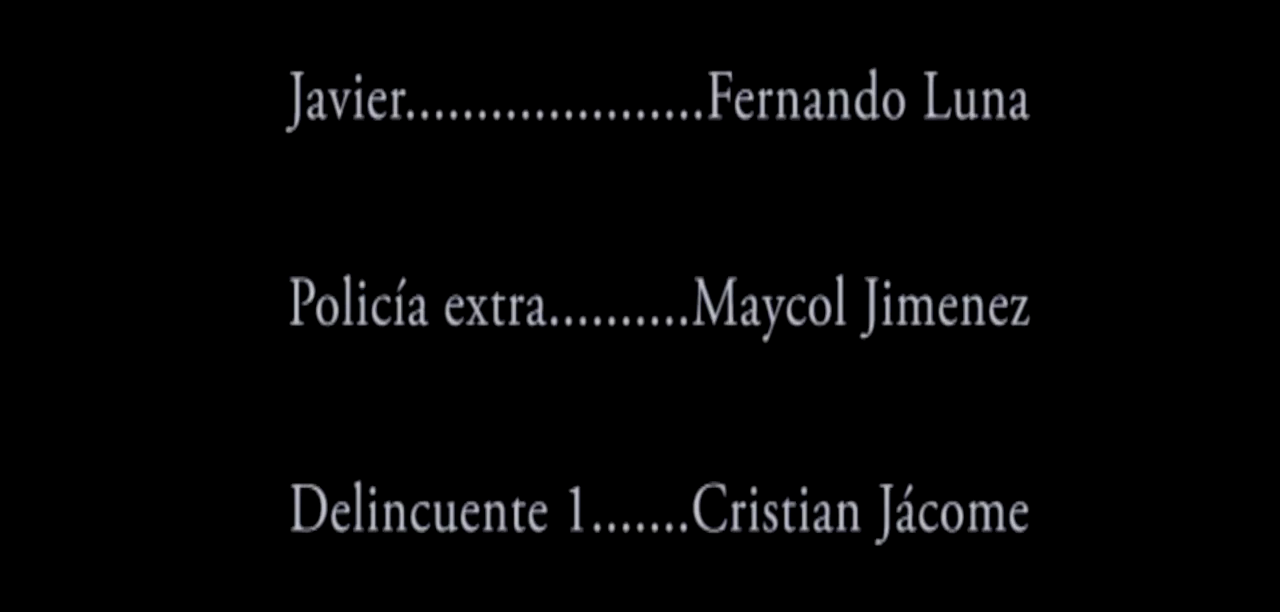 Javier.....................Fernando Luna
Policía extra..........Maycol Jimenez
Delincuente 1.......Cristian Jácome